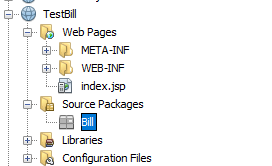 TestBill
Web Pages
META-INF
WEB-INF
index.jsp
Source Packages
Bill
Libraries
Configuration Files